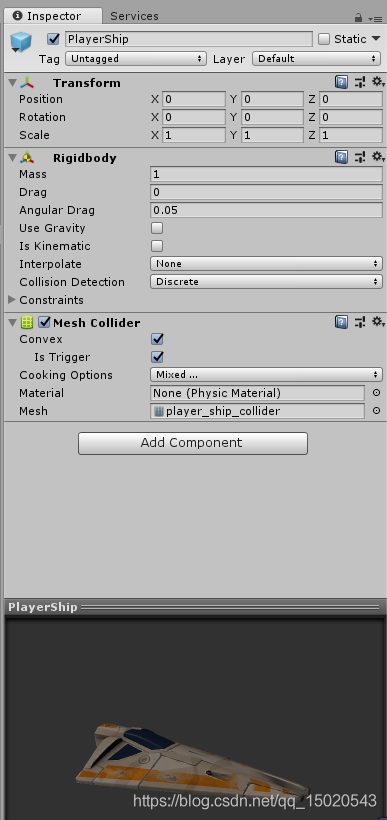 Inspector Services
PlayerShip Static
Tag Untagged Layer Default
Transform
Position X 0 Y 0 Z 0
Rotation X 0 Y 0 Z 0
Scale X 1 Y 1 Z 1
Rigidbody
Mass 1
Drag 0
Angular Drag 0.05
Use Gravity
Is Kinematic
Interpolate None
Collision Detection Discrete
Constraints
Mesh Collider
Convex
Is Trigger
Cooking Options Mixed ...
Material None (Physic Material)
Mesh player_ship_collider
Add Component
PlayerShip
https://blog.csdn.net/qq_15020543